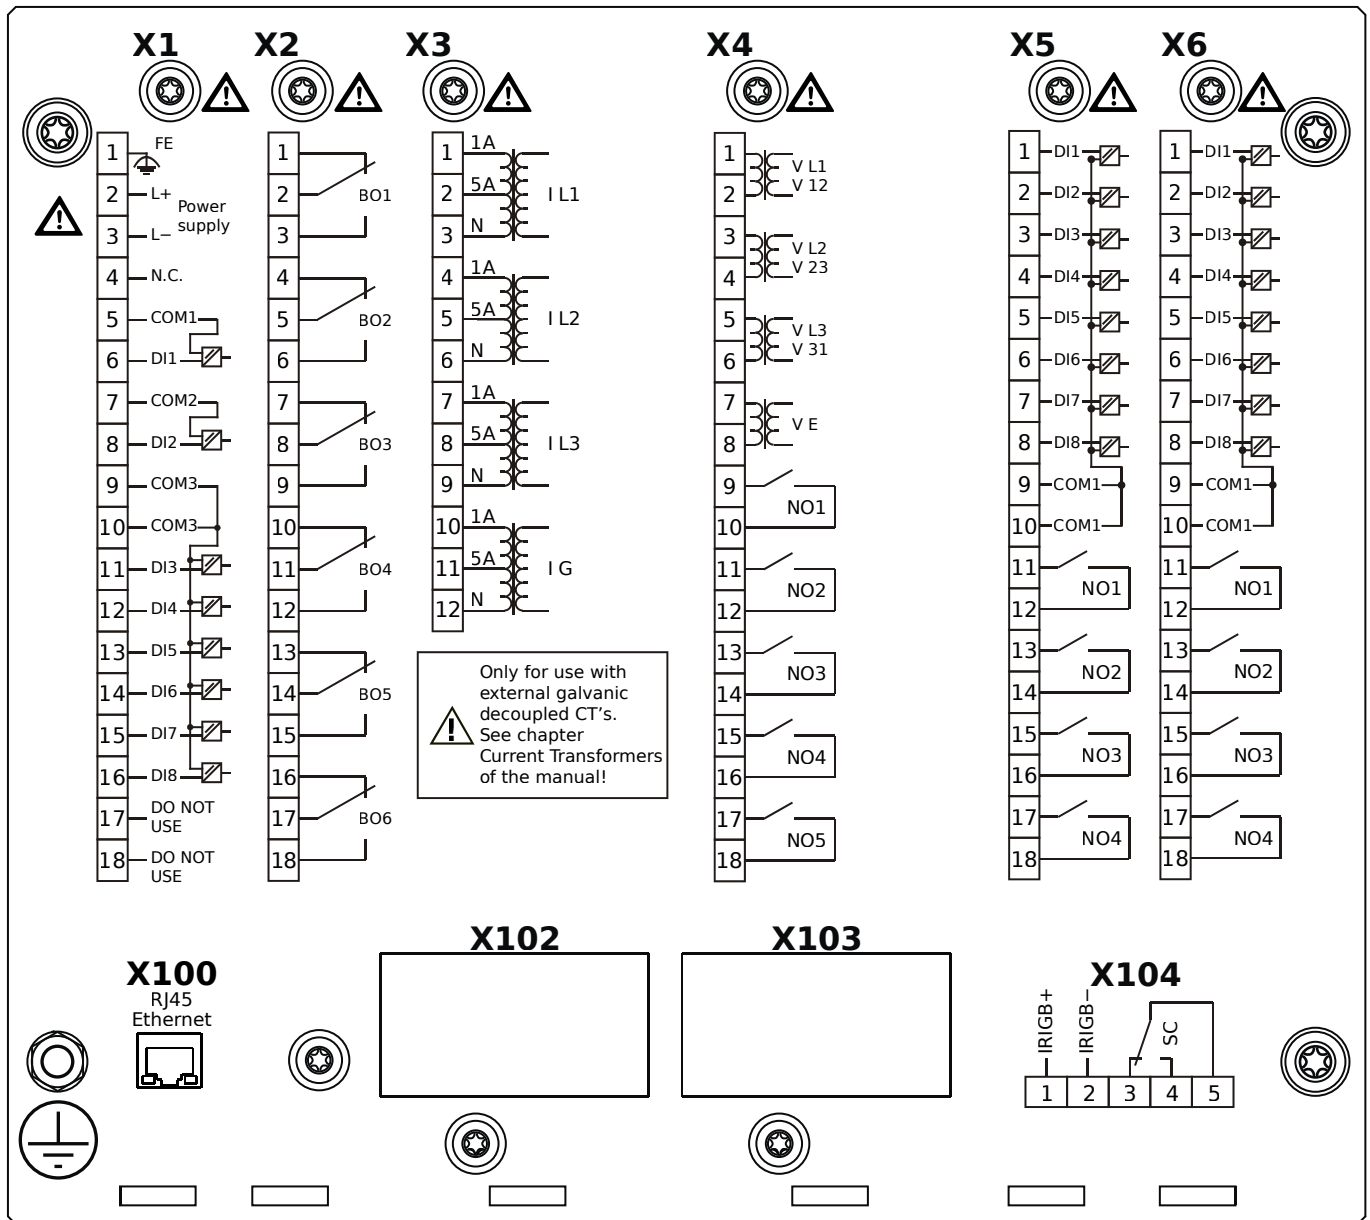 X1 X2 X3 X4 X5 X6
1 FE
2 L+
Power
supply
3 L−
4 N.C.
5 COM1
6 DI1
7 COM2
8 DI2
9 COM3
10 COM3
11 DI3
12 DI4
13 DI5
14 DI6
15 DI7
16 DI8
17 DO NOT
USE
18 DO NOT
USE
1
2 BO1
3
4
5 BO2
6
7
8 BO3
9
10
11 BO4
12
13
14 BO5
15
16
17 BO6
18
1 1A
2 5A I L1
3 N
4 1A
5 5A I L2
6 N
7 1A
8 5A I L3
9 N
10 1A
11 5A I G
12 N
Only for use with
external galvanic
decoupled CT's.
See chapter
Current Transformers
of the manual!
1 V L1
2 V 12
3 V L2
4 V 23
5 V L3
6 V 31
7
V E
8
9
NO1
10
11
NO2
12
13
NO3
14
15
NO4
16
17
NO5
18
1 DI1
2 DI2
3 DI3
4 DI4
5 DI5
6 DI6
7 DI7
8 DI8
9 COM1
10 COM1
11
NO1
12
13
NO2
14
15
NO3
16
17
NO4
18
1 DI1
2 DI2
3 DI3
4 DI4
5 DI5
6 DI6
7 DI7
8 DI8
9 COM1
10 COM1
11
NO1
12
13
NO2
14
15
NO3
16
17
NO4
18
X100
RJ45
Ethernet
X102
X103
X104
IRIGB+
IRIGB−
SC
1 2 3 4 5